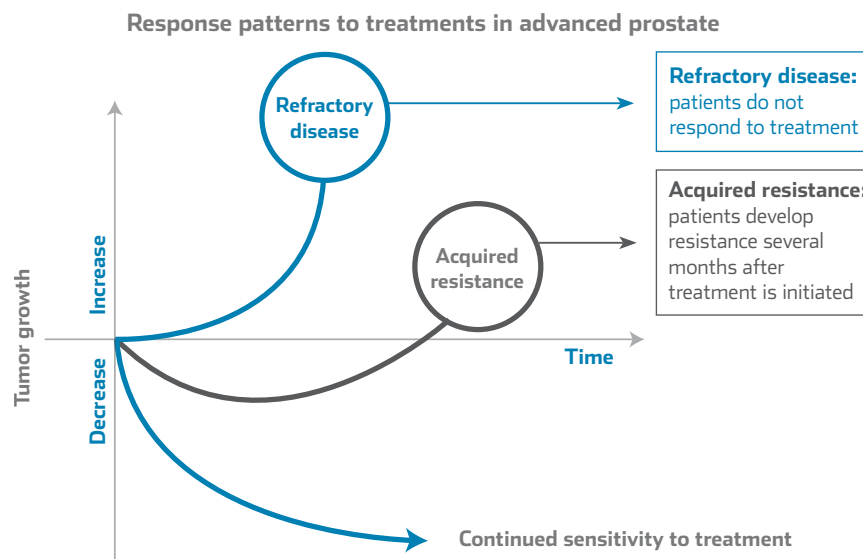 Response patterns to treatments in advanced prostate
Refractory
disease
Refractory disease:
patients do not
respond to treatment
Acquired
resistance
Acquired resistance:
patients develop
resistance several
months after
treatment is initiated
Tumor growth
Increase
Decrease
Time
Continued sensitivity to treatment